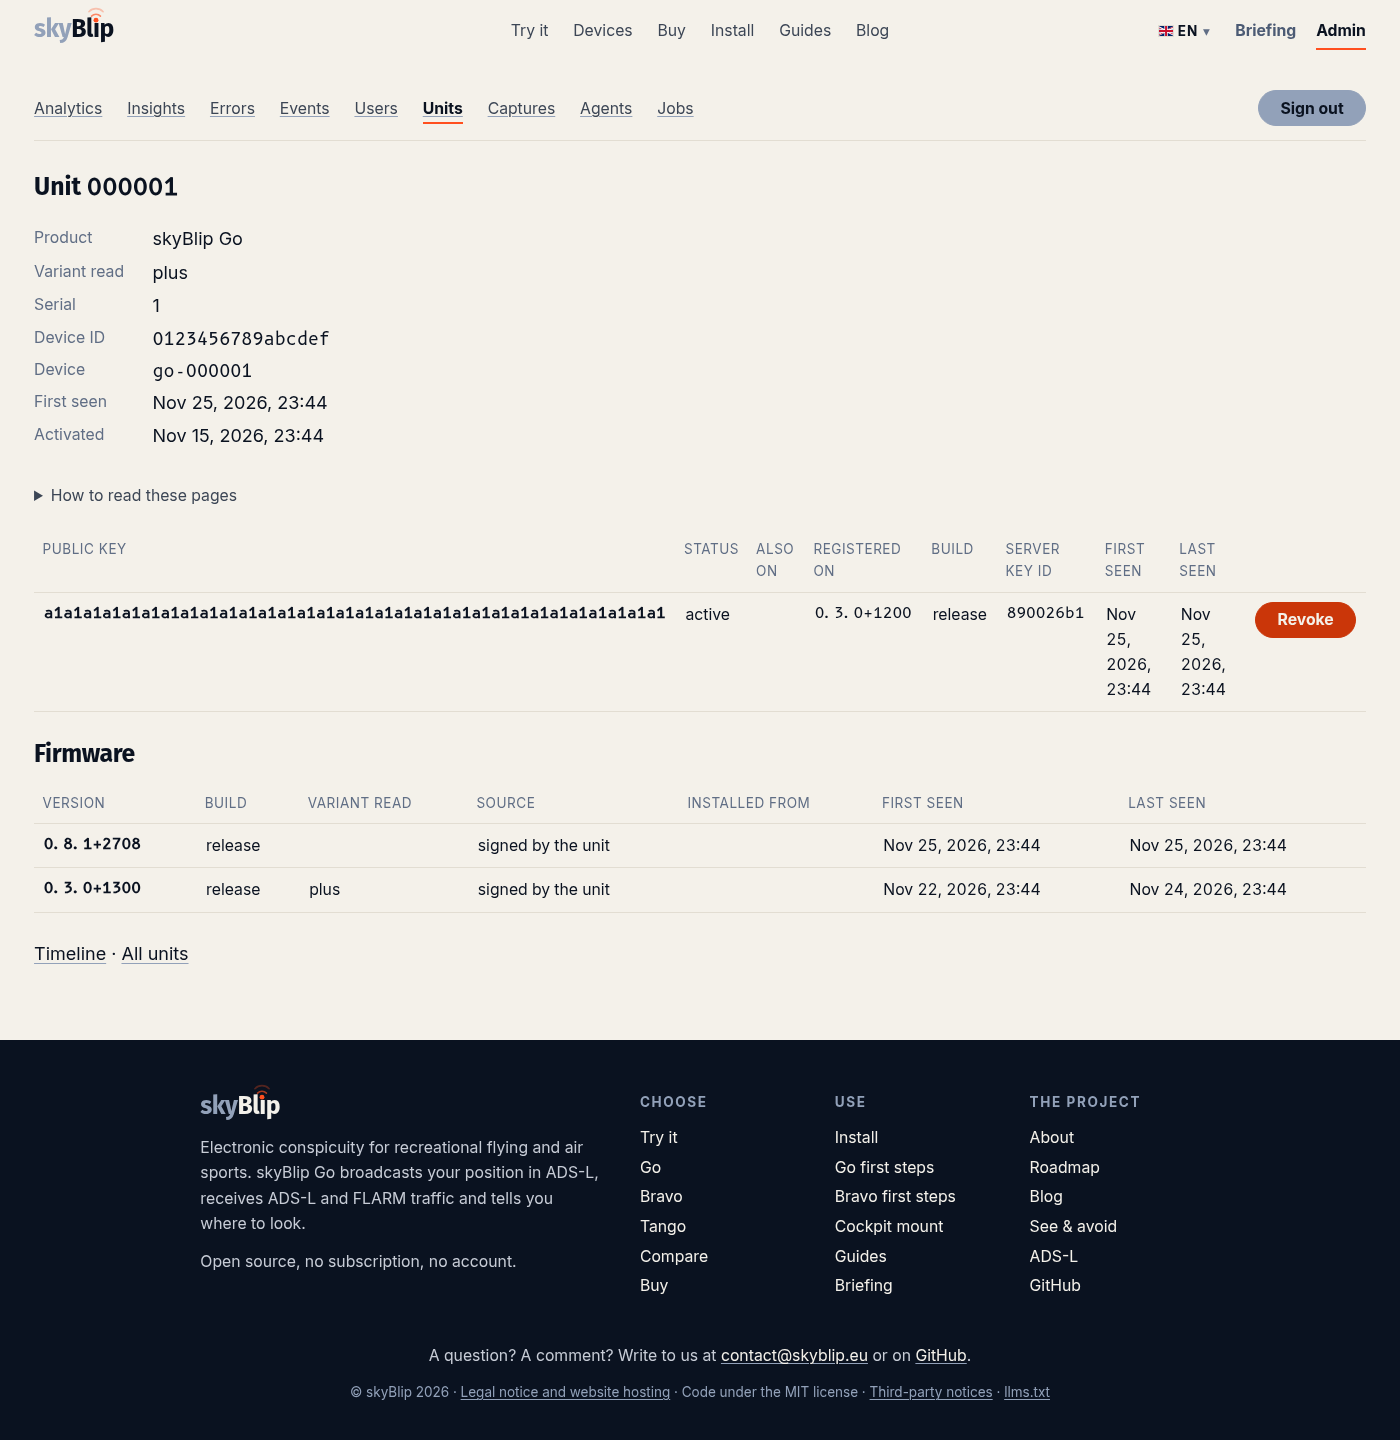 skyBlip
Try it Devices Buy Install Guides Blog
EN ▾ Briefing Admin
Analytics Insights Errors Events Users Units Captures Agents Jobs
Sign out
Unit 000001
Product skyBlip Go
Variant read plus
Serial 1
Device ID 0123456789abcdef
Device go-000001
First seen Nov 25, 2026, 23:44
Activated Nov 15, 2026, 23:44
▶ How to read these pages
PUBLIC KEY STATUS ALSO ON REGISTERED ON BUILD SERVER KEY ID FIRST SEEN LAST SEEN
a1a1a1a1a1a1a1a1a1a1a1a1a1a1a1a1a1a1a1a1a1a1a1a1a1a1a1a1a1a1a1a1 active 0.3.0+1200 release 890026b1 Nov 25, 2026, 23:44 Nov 25, 2026, 23:44 Revoke
Firmware
VERSION BUILD VARIANT READ SOURCE INSTALLED FROM FIRST SEEN LAST SEEN
0.8.1+2708 release signed by the unit Nov 25, 2026, 23:44 Nov 25, 2026, 23:44
0.3.0+1300 release plus signed by the unit Nov 22, 2026, 23:44 Nov 24, 2026, 23:44
Timeline · All units
skyBlip
Electronic conspicuity for recreational flying and air
sports. skyBlip Go broadcasts your position in ADS-L,
receives ADS-L and FLARM traffic and tells you
where to look.
Open source, no subscription, no account.
CHOOSE
Try it
Go
Bravo
Tango
Compare
Buy
USE
Install
Go first steps
Bravo first steps
Cockpit mount
Guides
Briefing
THE PROJECT
About
Roadmap
Blog
See & avoid
ADS-L
GitHub
A question? A comment? Write to us at contact@skyblip.eu or on GitHub.
© skyBlip 2026 · Legal notice and website hosting · Code under the MIT license · Third-party notices · llms.txt